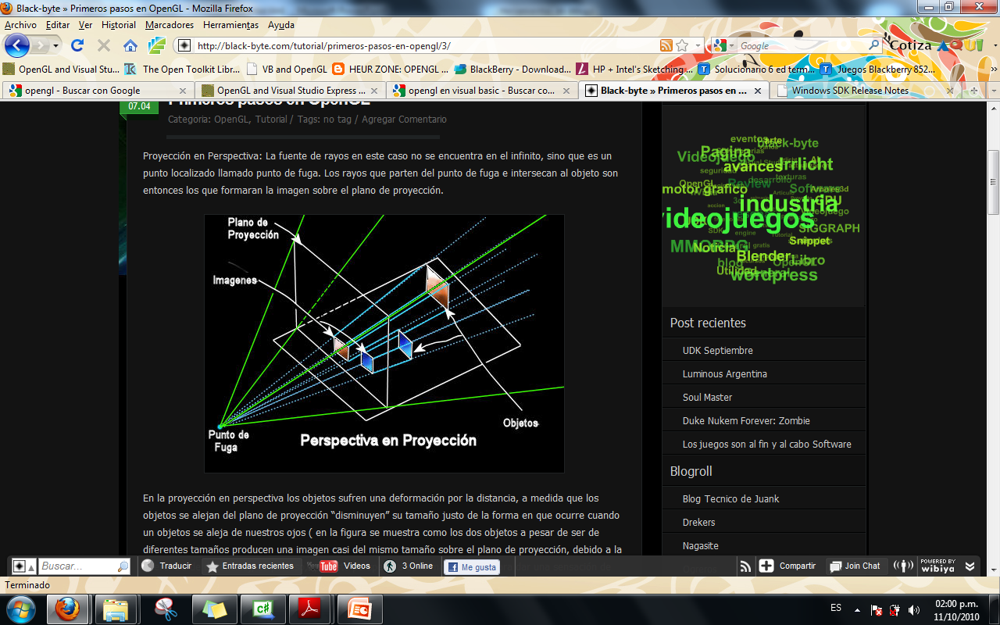 Black-byte » Primeros pasos en OpenGL - Mozilla Firefox
Archivo Editar Ver Historial Marcadores Herramientas Ayuda
http://black-byte.com/tutorial/primeros-pasos-en-opengl/3/
Google
Cotiza
OpenGL and Visual Stu... The Open Toolkit Libr... VB and OpenGL HEUR ZONE: OPENGL ... BlackBerry - Download... HP + Intel's Sketching ... Solucionario 6 ed term... Juegos Blackberry 852...
opengl - Buscar con Google OpenGL and Visual Studio Express ... opengl en visual basic - Buscar co... Black-byte » Primeros pasos en ... Windows SDK Release Notes
07.04
Primeros pasos en OpenGL
Categoria: OpenGL, Tutorial / Tags: no tag / Agregar Comentario
Proyección en Perspectiva: La fuente de rayos en este caso no se encuentra en el infinito, sino que es un
punto localizado llamado punto de fuga. Los rayos que parten del punto de fuga e intersecan al objeto son
entonces los que formaran la imagen sobre el plano de proyección.
Plano de
Proyección
Imagenes
Punto de
Fuga
Perspectiva en Proyección
Objetos
En la proyección en perspectiva los objetos sufren una deformación por la distancia, a medida que los
objetos se alejan del plano de proyección “disminuyen” su tamaño justo de la forma en que ocurre cuando
un objetos se aleja de nuestros ojos ( en la figura se muestra como los dos objetos a pesar de ser de
diferentes tamaños producen una imagen casi del mismo tamaño sobre el plano de proyección, debido a la
eventos arte
black-byte
Pagina
Videojuego
avances
seguridad
OpenGL
Review
desarrollo
texturas
motor grafico
Software
GPU
industria
videojuegos
videojuego
SIGGRAPH
SDK
engine
Tutorial
MMORPG
Noticia
gratis
Snippet
blog
Blender
OpenGL
Libro
Utilidad
General
wordpress
Post recientes
UDK Septiembre
Luminous Argentina
Soul Master
Duke Nukem Forever: Zombie
Los juegos son al fin y al cabo Software
Blogroll
Blog Tecnico de Juank
Drekers
Nagasite
Buscar... Traducir Entradas recientes YouTube Videos 3 Online Me gusta Compartir Join Chat POWERED BY wibiya
Terminado
ES
02:00 p.m.
11/10/2010